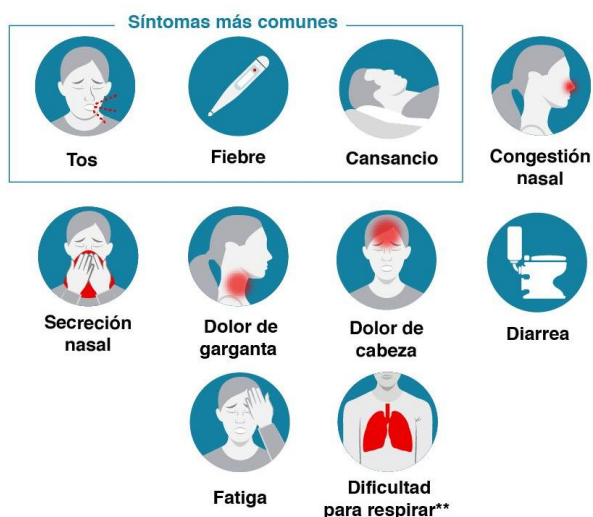 Síntomas más comunes
Tos
Fiebre
Cansancio
Congestión
nasal
Secreción
nasal
Dolor de
garganta
Dolor de
cabeza
Diarrea
Fatiga
Dificultad
para respirar**